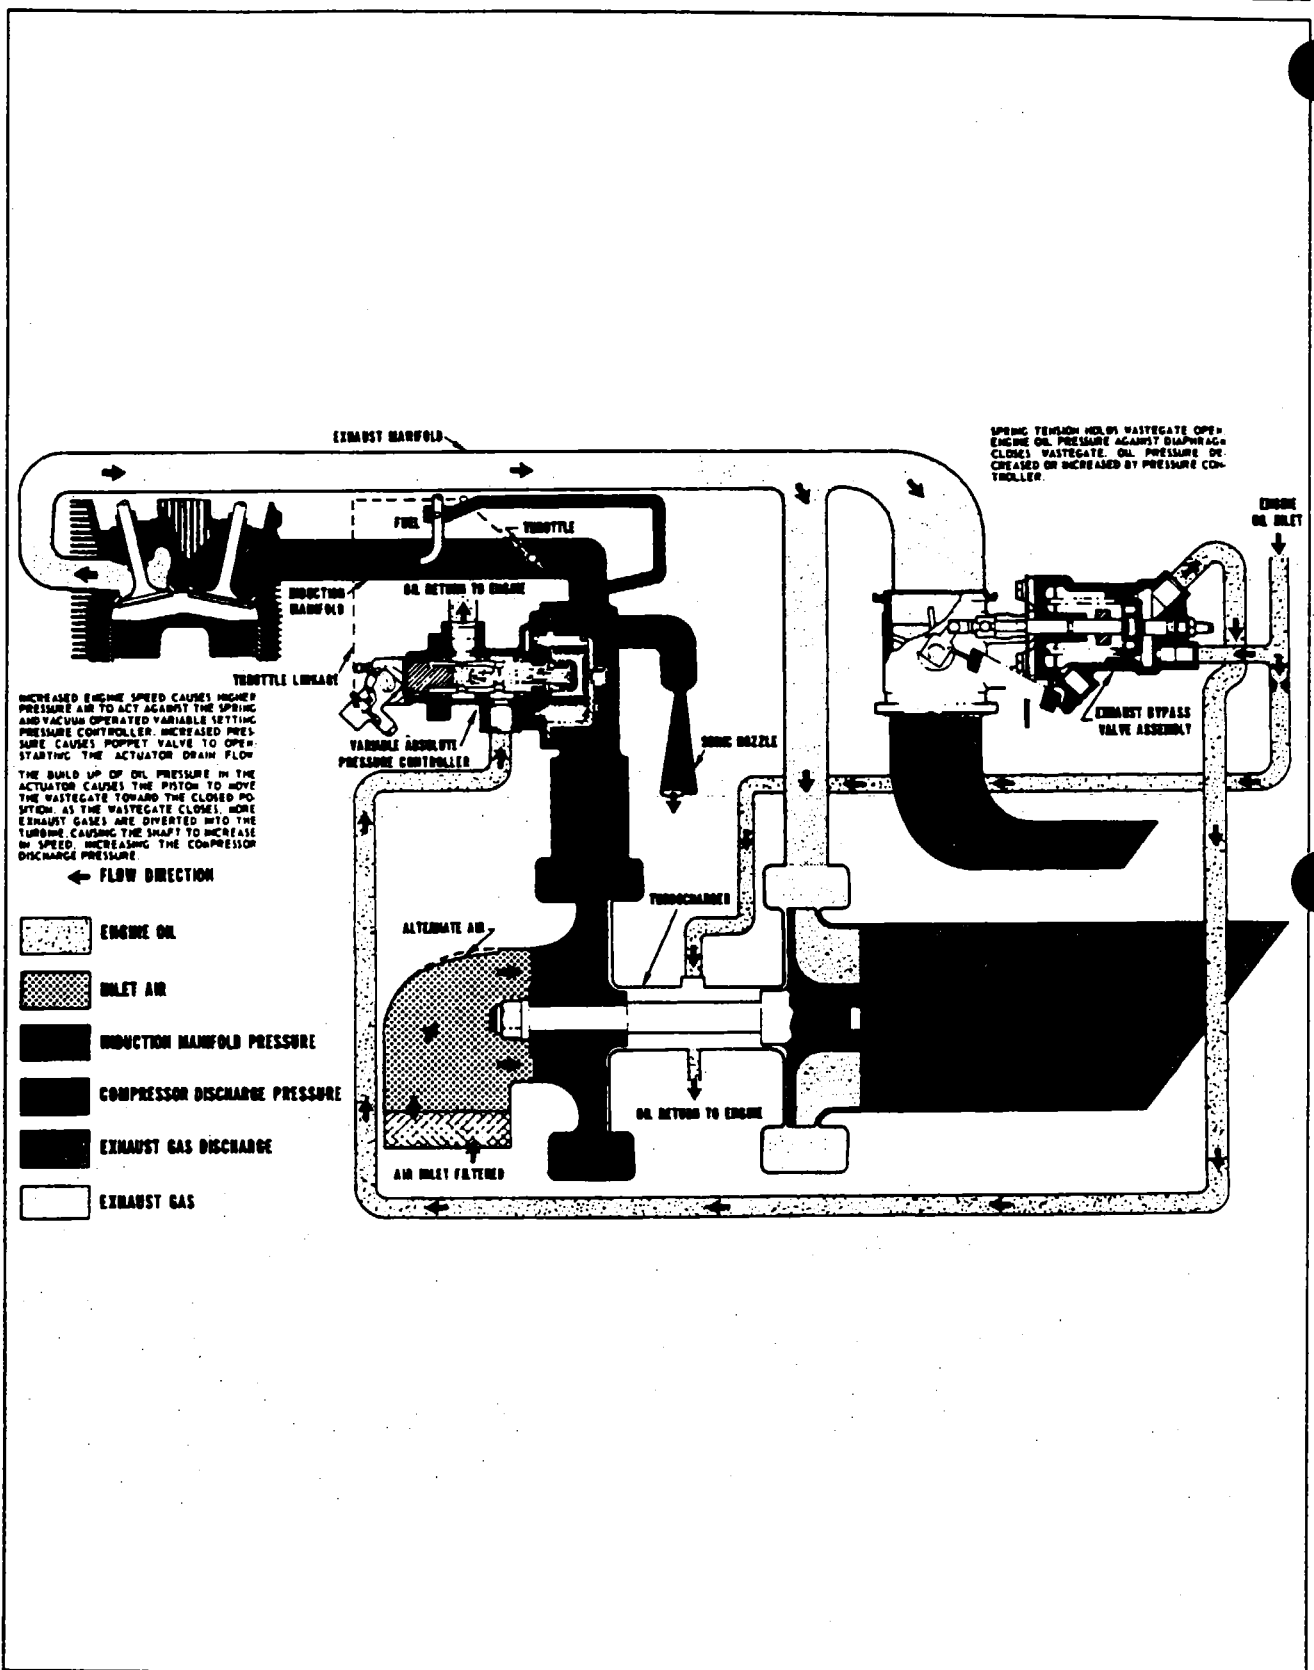 EXHAUST MANIFOLD
SPRING TENSION HOLDS WASTEGATE OPEN
ENGINE OIL PRESSURE AGAINST DIAPHRAGM
CLOSES WASTEGATE. OIL PRESSURE DE-
CREASED OR INCREASED BY PRESSURE CON-
TROLLER.
ENGINE
OIL INLET
FUEL
THROTTLE
INDUCTION
MANIFOLD
OIL RETURN TO ENGINE
THROTTLE LINKAGE
VARIABLE ABSOLUTE
PRESSURE CONTROLLER
SONIC NOZZLE
EXHAUST BYPASS
VALVE ASSEMBLY
INCREASED ENGINE SPEED CAUSES HIGHER
PRESSURE AIR TO ACT AGAINST THE SPRING
AND VACUUM OPERATED VARIABLE SETTING
PRESSURE CONTROLLER. INCREASED PRES-
SURE CAUSES POPPET VALVE TO OPEN-
STARTING THE ACTUATOR DRAIN FLOW
THE BUILD UP OF OIL PRESSURE IN THE
ACTUATOR CAUSES THE PISTON TO MOVE
THE WASTEGATE TOWARD THE CLOSED PO-
SITION. AS THE WASTEGATE CLOSES, MORE
EXHAUST GASES ARE DIVERTED INTO THE
TURBINE, CAUSING THE SHAFT TO INCREASE
IN SPEED, INCREASING THE COMPRESSOR
DISCHARGE PRESSURE.
FLOW DIRECTION
ENGINE OIL
INLET AIR
INDUCTION MANIFOLD PRESSURE
COMPRESSOR DISCHARGE PRESSURE
EXHAUST GAS DISCHARGE
EXHAUST GAS
TURBOCHARGER
ALTERNATE AIR
OIL RETURN TO ENGINE
AIR INLET FILTERED